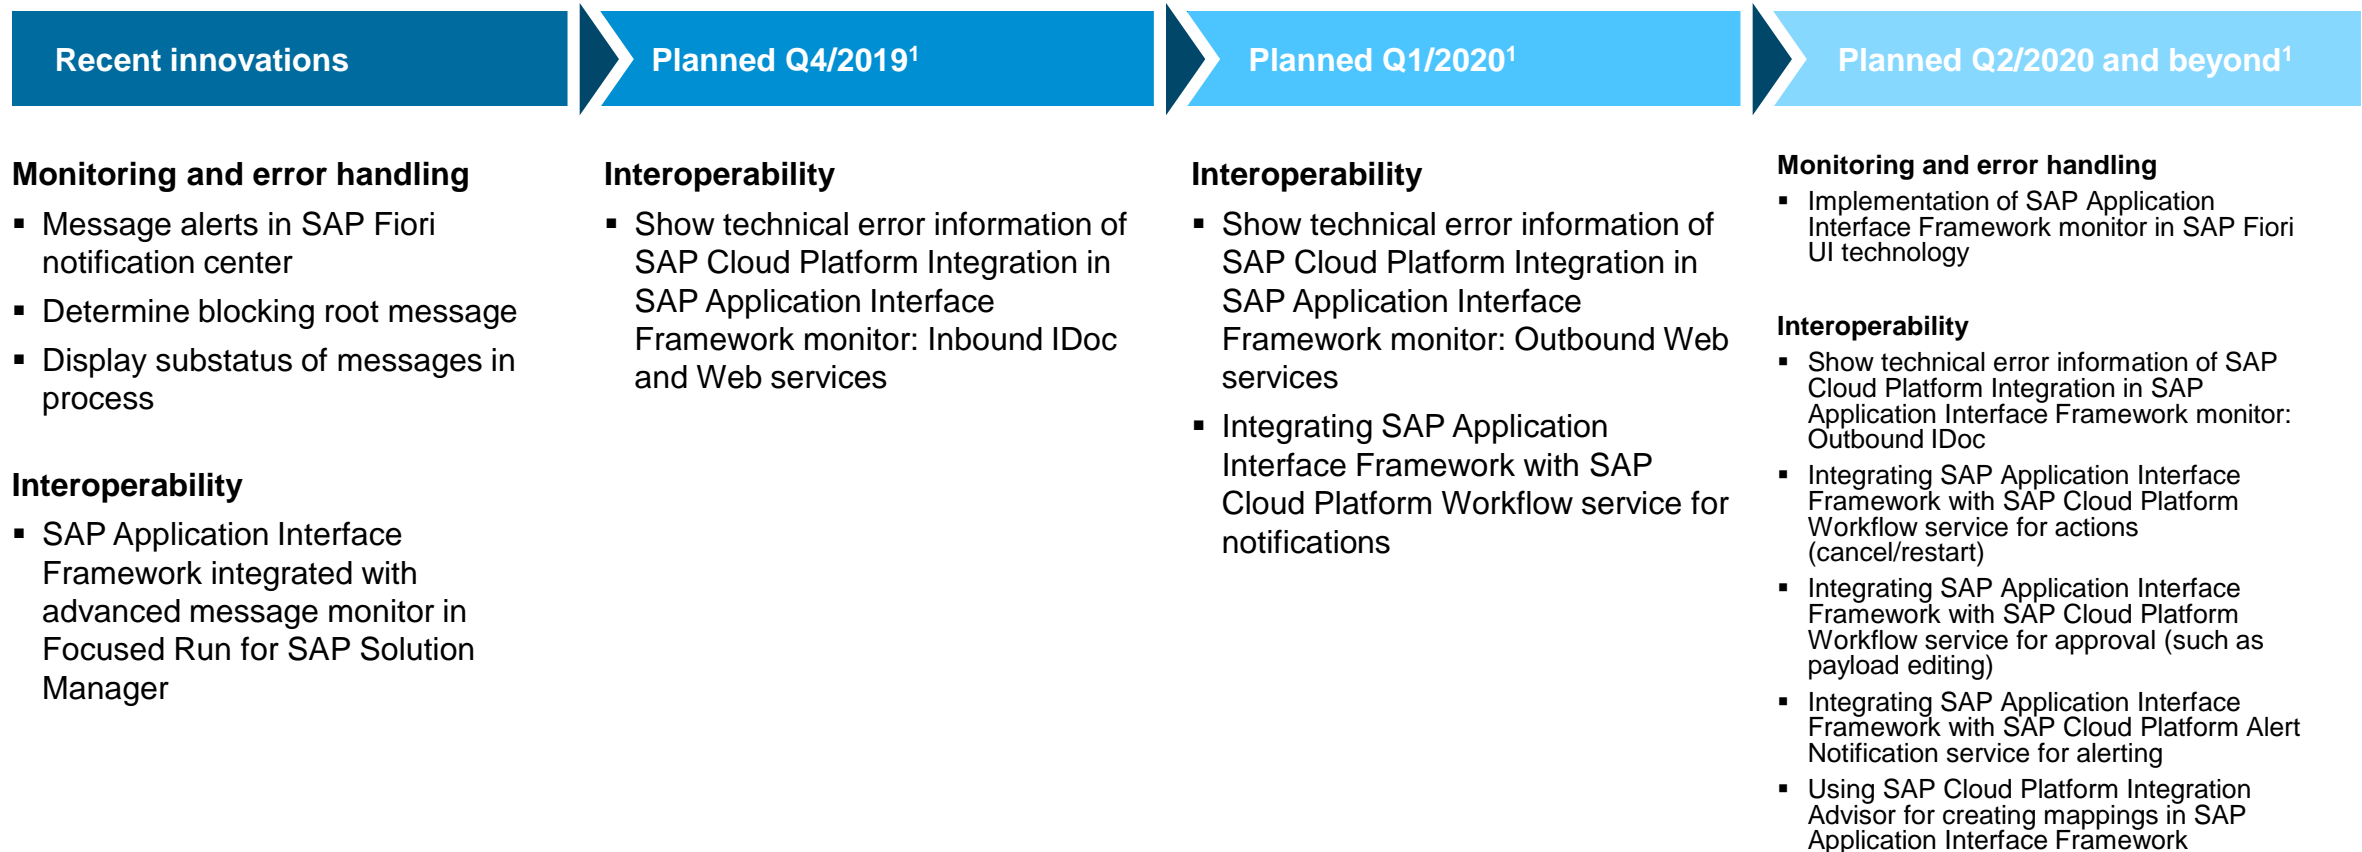 Recent innovations
Planned Q4/2019¹
Planned Q1/2020¹
Planned Q2/2020 and beyond¹
Monitoring and error handling
▪ Message alerts in SAP Fiori
notification center
▪ Determine blocking root message
▪ Display substatus of messages in
process
Interoperability
▪ SAP Application Interface
Framework integrated with
advanced message monitor in
Focused Run for SAP Solution
Manager
Interoperability
▪ Show technical error information of
SAP Cloud Platform Integration in
SAP Application Interface
Framework monitor: Inbound IDoc
and Web services
Interoperability
▪ Show technical error information of
SAP Cloud Platform Integration in
SAP Application Interface
Framework monitor: Outbound Web
services
▪ Integrating SAP Application
Interface Framework with SAP
Cloud Platform Workflow service for
notifications
Monitoring and error handling
▪ Implementation of SAP Application
Interface Framework monitor in SAP Fiori
UI technology
Interoperability
▪ Show technical error information of SAP
Cloud Platform Integration in SAP
Application Interface Framework monitor:
Outbound IDoc
▪ Integrating SAP Application Interface
Framework with SAP Cloud Platform
Workflow service for actions
(cancel/restart)
▪ Integrating SAP Application Interface
Framework with SAP Cloud Platform
Workflow service for approval (such as
payload editing)
▪ Integrating SAP Application Interface
Framework with SAP Cloud Platform Alert
Notification service for alerting
▪ Using SAP Cloud Platform Integration
Advisor for creating mappings in SAP
Application Interface Framework